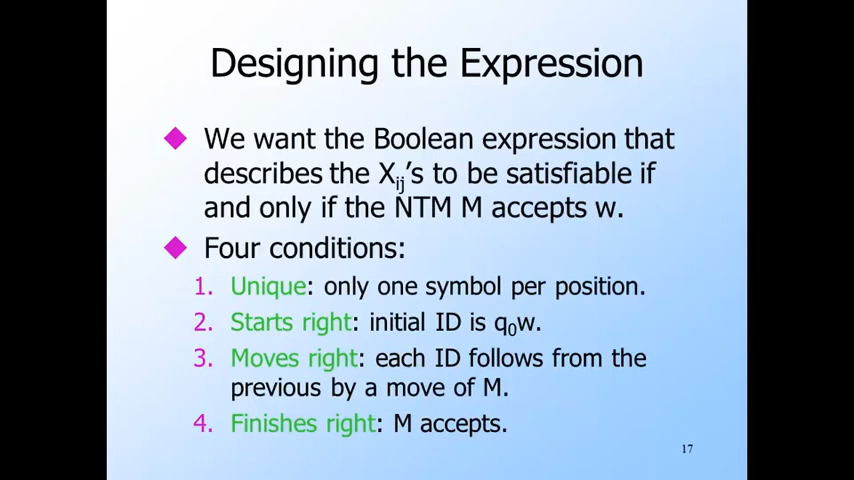 Designing the Expression
We want the Boolean expression that
describes the Xij's to be satisfiable if
and only if the NTM M accepts w.
Four conditions:
1. Unique: only one symbol per position.
2. Starts right: initial ID is q0w.
3. Moves right: each ID follows from the
previous by a move of M.
4. Finishes right: M accepts.
17